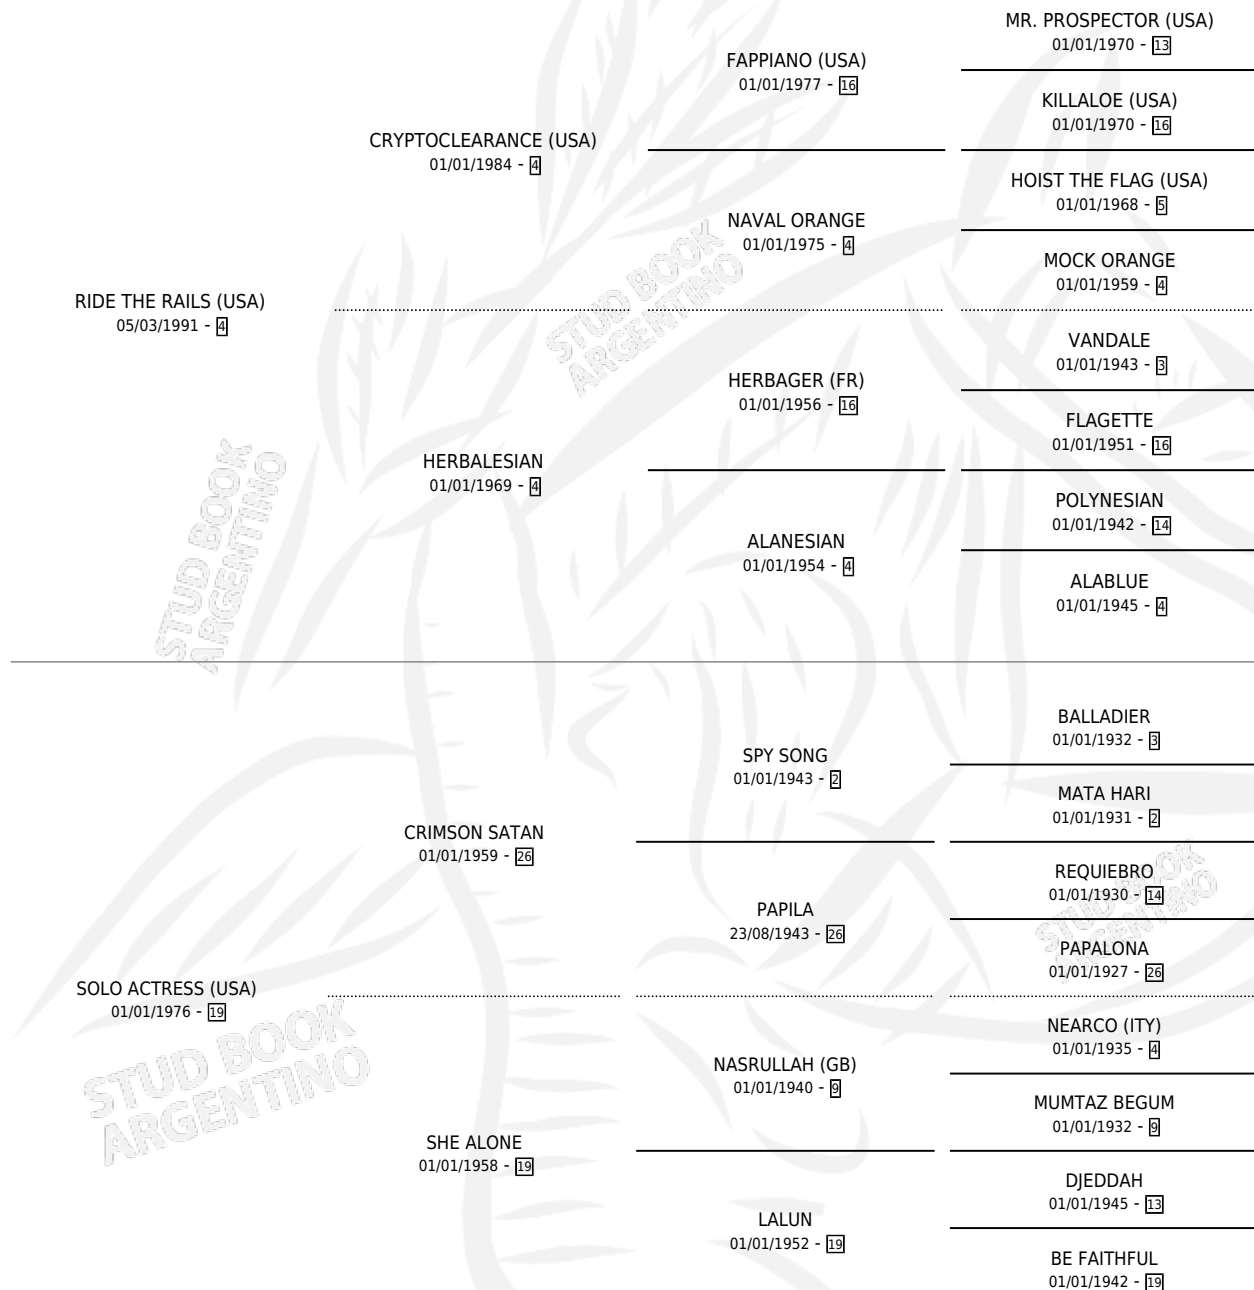 MR. PROSPECTOR (USA)
01/01/1970 - 13
FAPPIANO (USA)
01/01/1977 - 16
KILLALOE (USA)
01/01/1970 - 16
CRYPTOCLEARANCE (USA)
01/01/1984 - 4
HOIST THE FLAG (USA)
01/01/1968 - 5
NAVAL ORANGE
01/01/1975 - 4
MOCK ORANGE
01/01/1959 - 4
RIDE THE RAILS (USA)
05/03/1991 - 4
VANDALE
01/01/1943 - 3
HERBAGER (FR)
01/01/1956 - 16
FLAGETTE
01/01/1951 - 16
HERBALESIAN
01/01/1969 - 4
POLYNESIAN
01/01/1942 - 14
ALANESIAN
01/01/1954 - 4
ALABLUE
01/01/1945 - 4
BALLADIER
01/01/1932 - 3
SPY SONG
01/01/1943 - 2
MATA HARI
01/01/1931 - 2
CRIMSON SATAN
01/01/1959 - 26
REQUIEBRO
01/01/1930 - 14
PAPILA
23/08/1943 - 26
PAPALONA
01/01/1927 - 26
SOLO ACTRESS (USA)
01/01/1976 - 19
NEARCO (ITY)
01/01/1935 - 4
NASRULLAH (GB)
01/01/1940 - 9
MUMTAZ BEGUM
01/01/1932 - 9
SHE ALONE
01/01/1958 - 19
DJEDDAH
01/01/1945 - 13
LALUN
01/01/1952 - 19
BE FAITHFUL
01/01/1942 - 19
STUD BOOK
ARGENTINO
STUD BOOK
ARGENTINO
STUD BOOK
ARGENTINO
STUD BOOK
ARGENTINO